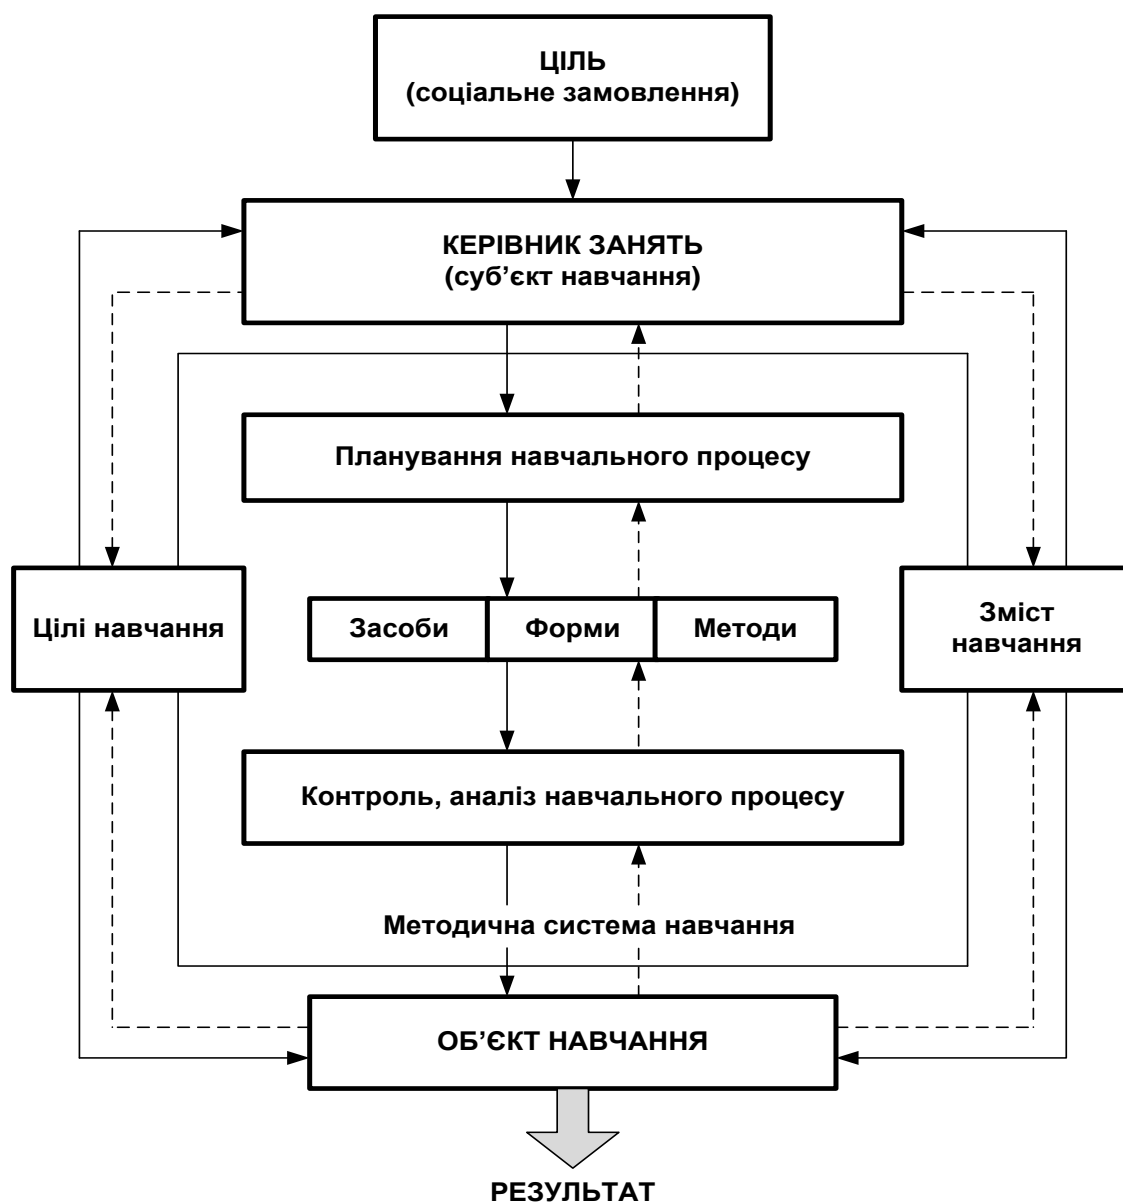 ЦІЛЬ
(соціальне замовлення)
КЕРІВНИК ЗАНЯТЬ
(суб’єкт навчання)
Планування навчального процесу
Цілі навчання
Засоби
Форми
Методи
Зміст
навчання
Контроль, аналіз навчального процесу
Методична система навчання
ОБ’ЄКТ НАВЧАННЯ
РЕЗУЛЬТАТ